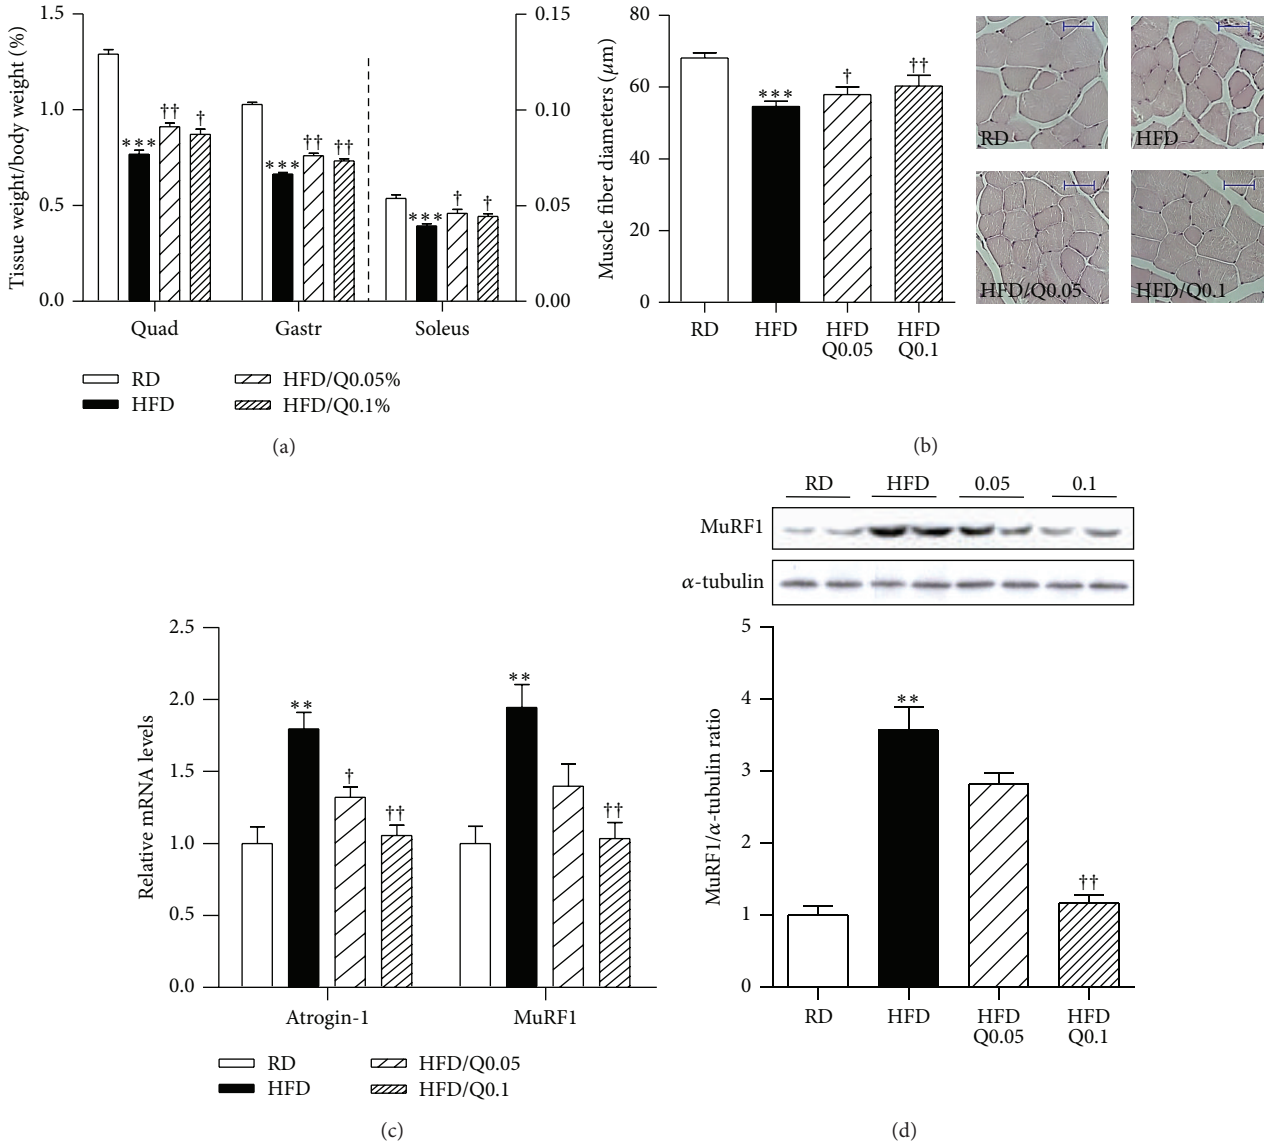 Tissue weight/body weight (%)
1.5
1.0
0.5
0.0
0.15
0.10
0.05
0.00
***
††
†
***
††
††
***
†
†
Quad
Gastr
Soleus
RD
HFD
HFD/Q0.05%
HFD/Q0.1%
(a)
Muscle fiber diameters (μm)
80
60
40
20
0
***
†
††
RD
HFD
HFD
Q0.05
HFD
Q0.1
RD
HFD
HFD/Q0.05
HFD/Q0.1
(b)
Relative mRNA levels
2.5
2.0
1.5
1.0
0.5
0.0
**
†
††
**
††
Atrogin-1
MuRF1
RD
HFD
HFD/Q0.05
HFD/Q0.1
(c)
RD
HFD
0.05
0.1
MuRF1
α-tubulin
MuRF1/α-tubulin ratio
5
4
3
2
1
0
**
††
RD
HFD
HFD
Q0.05
HFD
Q0.1
(d)